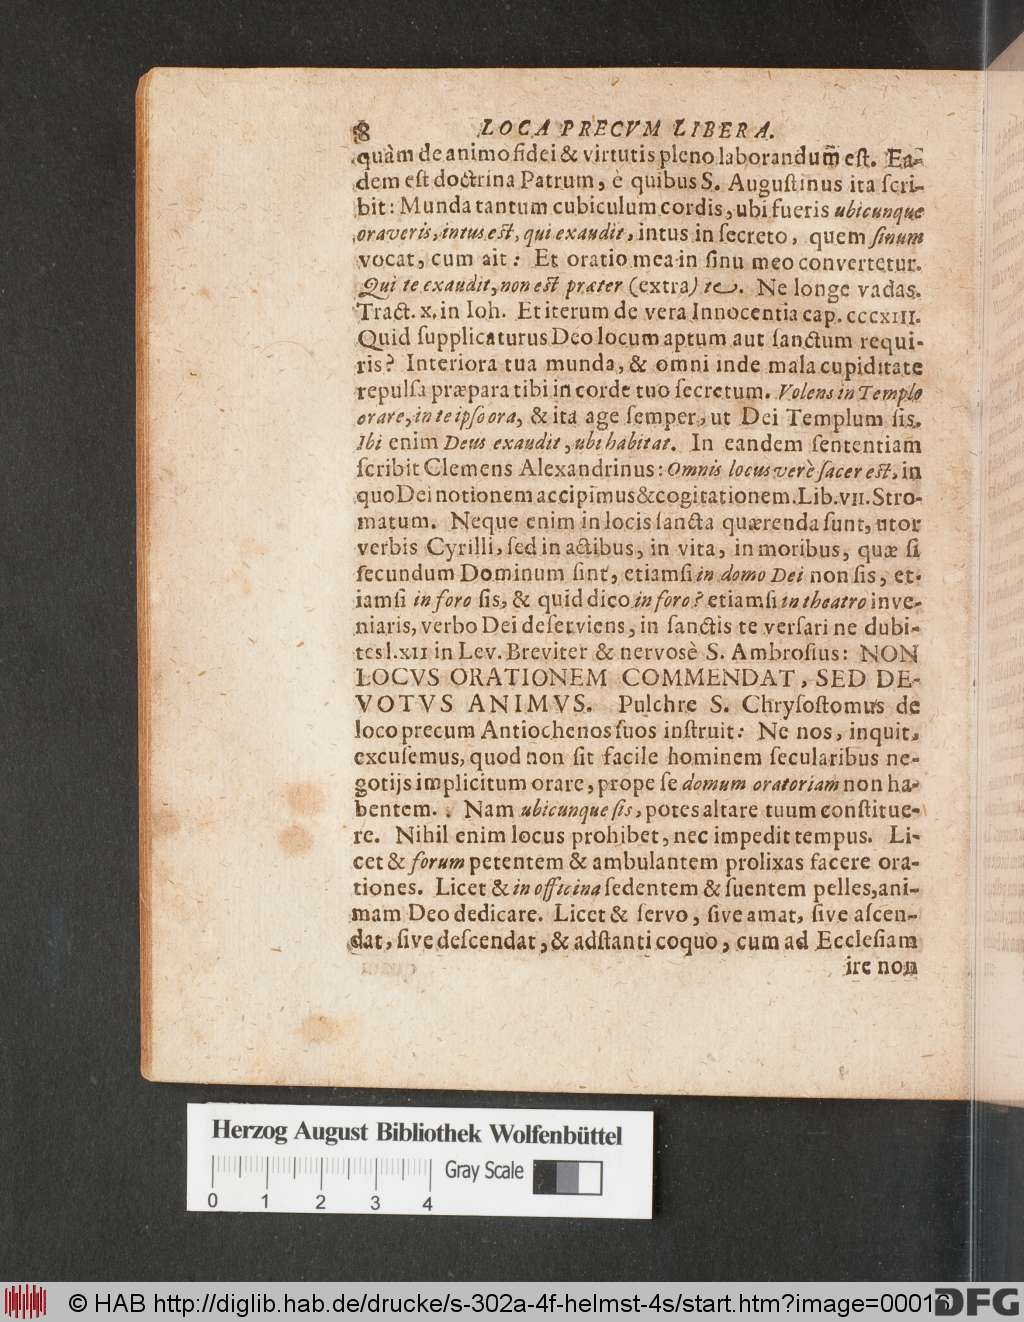 8 LOCA PRECVM LIBERA.
quàm de animo fidei & virtutis pleno laborandum̃ est. Ea-
dem est doctrina Patrum, è quibus S. Augustinus ita scri-
bit: Munda tantum cubiculum cordis, ubi fueris ubicunque
oraveris, intus est, qui exaudit, intus in secreto, quem sinum
vocat, cum ait: Et oratio mea in sinu meo convertetur.
Qui te exaudit, non est præter (extra) te. Ne longe vadas.
Tract. x. in Ioh. Et iterum de vera Innocentia cap. cccxiii.
Quid supplicaturus Deo locum aptum aut sanctum requi-
ris? Interiora tua munda, & omni inde mala cupiditate
repulsa præpara tibi in corde tuo secretum. Volens in Templo
orare, in te ipso ora, & ita age semper, ut Dei Templum sis.
Ibi enim Deus exaudit, ubi habitat. In eandem sententiam
scribit Clemens Alexandrinus: Omnis locus verè sacer est, in
quo Dei notionem accipimus & cogitationem. Lib. vii. Stro-
matum. Neque enim in locis sancta quærenda sunt, utor
verbis Cyrilli, sed in actibus, in vita, in moribus, quæ si
secundum Dominum sint, etiamsi in domo Dei non sis, et-
iamsi in foro sis, & quid dico in foro? etiamsi in theatro inve-
niaris, verbo Dei deserviens, in sanctis te versari ne dubi-
tes l. xii in Lev. Breviter & nervosè S. Ambrosius: NON
LOCVS ORATIONEM COMMENDAT, SED DE-
VOTVS ANIMVS. Pulchre S. Chrysostomus de
loco precum Antiochenos suos instruit: Ne nos, inquit,
excusemus, quod non sit facile hominem secularibus ne-
gotijs implicitum orare, prope se domum oratoriam non ha-
bentem. Nam ubicunque sis, potes altare tuum constitue-
re. Nihil enim locus prohibet, nec impedit tempus. Li-
cet & forum petentem & ambulantem prolixas facere ora-
tiones. Licet & in officina sedentem & suentem pelles, ani-
mam Deo dedicare. Licet & servo, sive amat, sive ascen-
dat, sive descendat, & adstanti coquo, cum ad Ecclesiam
ire non
Herzog August Bibliothek Wolfenbüttel
Gray Scale
0 1 2 3 4
© HAB http://diglib.hab.de/drucke/s-302a-4f-helmst-4s/start.htm?image=00016
DFG